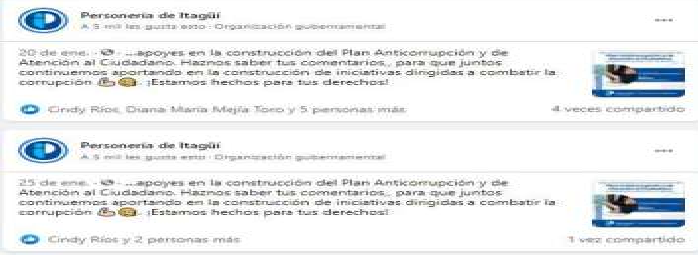 Personería de Itagüí
A 5 mil les gusta esto · Organización gubernamental
20 de ene. · ...apoyes en la construcción del Plan Anticorrupción y de
Atención al Ciudadano. Haznos saber tus comentarios,, para que juntos
continuemos aportando en la construcción de iniciativas dirigidas a combatir la
corrupción 💪😊. ¡Estamos hechos para tus derechos!
Cindy Ríos, Diana María Mejía Toro y 5 personas más
4 veces compartido
Personería de Itagüí
A 5 mil les gusta esto · Organización gubernamental
25 de ene. · ...apoyes en la construcción del Plan Anticorrupción y de
Atención al Ciudadano. Haznos saber tus comentarios,, para que juntos
continuemos aportando en la construcción de iniciativas dirigidas a combatir la
corrupción 💪😊. ¡Estamos hechos para tus derechos!
Cindy Ríos y 2 personas más
1 vez compartido